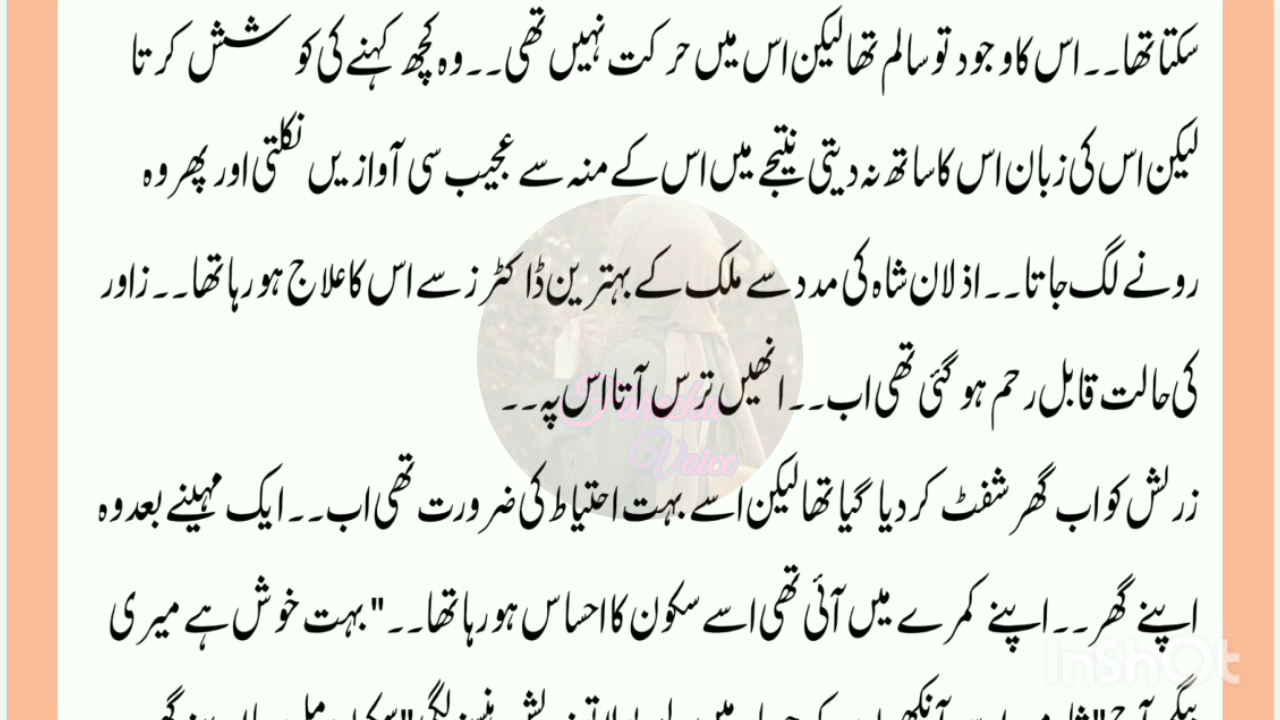 سکتا تھا۔۔اس کا وجود تو سالم تھا لیکن اس میں حرکت نہیں تھی۔۔وہ کچھ کہنے کی کوشش کرتا
لیکن اس کی زبان اس کا ساتھ نہ دیتی نتیجے میں اس کے منہ سے عجیب سی آوازیں نکلتی اور پھر وہ
رونے لگ جاتا۔۔اذلان شاہ کی مدد سے ملک کے بہترین ڈاکٹرز سے اس کا علاج ہو رہا تھا۔۔زاور
کی حالت قابل رحم ہو گئی تھی اب۔۔انھیں ترس آتا اس پہ۔۔
Voice
زرلش کو اب گھر شفٹ کر دیا گیا تھا لیکن اسے بہت احتیاط کی ضرورت تھی اب۔۔ایک مہینے بعد وہ
اپنے گھر۔۔اپنے کمرے میں آئی تھی اسے سکون کا احساس ہو رہا تھا۔۔"بہت خوش ہے میری
InShOt